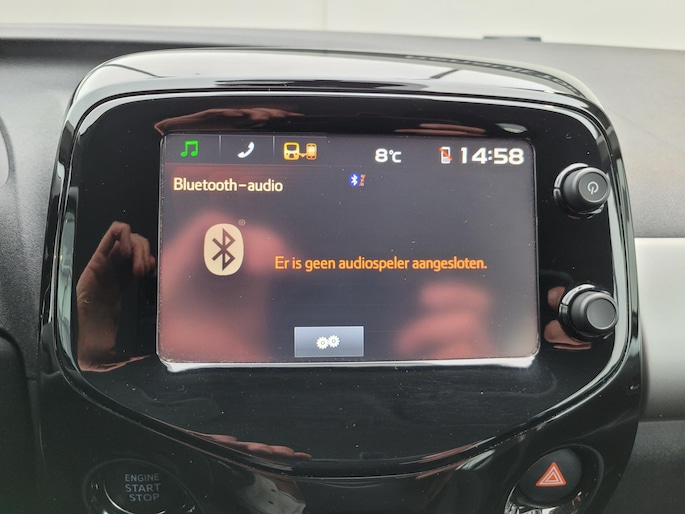 8°C
14:58
Bluetooth-audio
Er is geen audiospeler aangesloten.
ENGINE
START
STOP